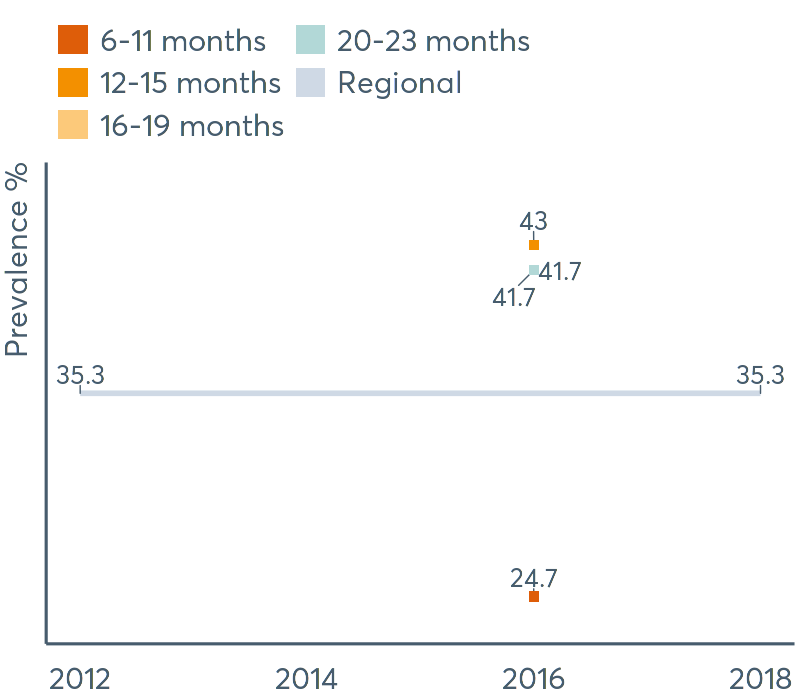 6-11 months
20-23 months
12-15 months
Regional
16-19 months
Prevalence %
43
41.7
41.7
35.3
35.3
24.7
2012
2014
2016
2018